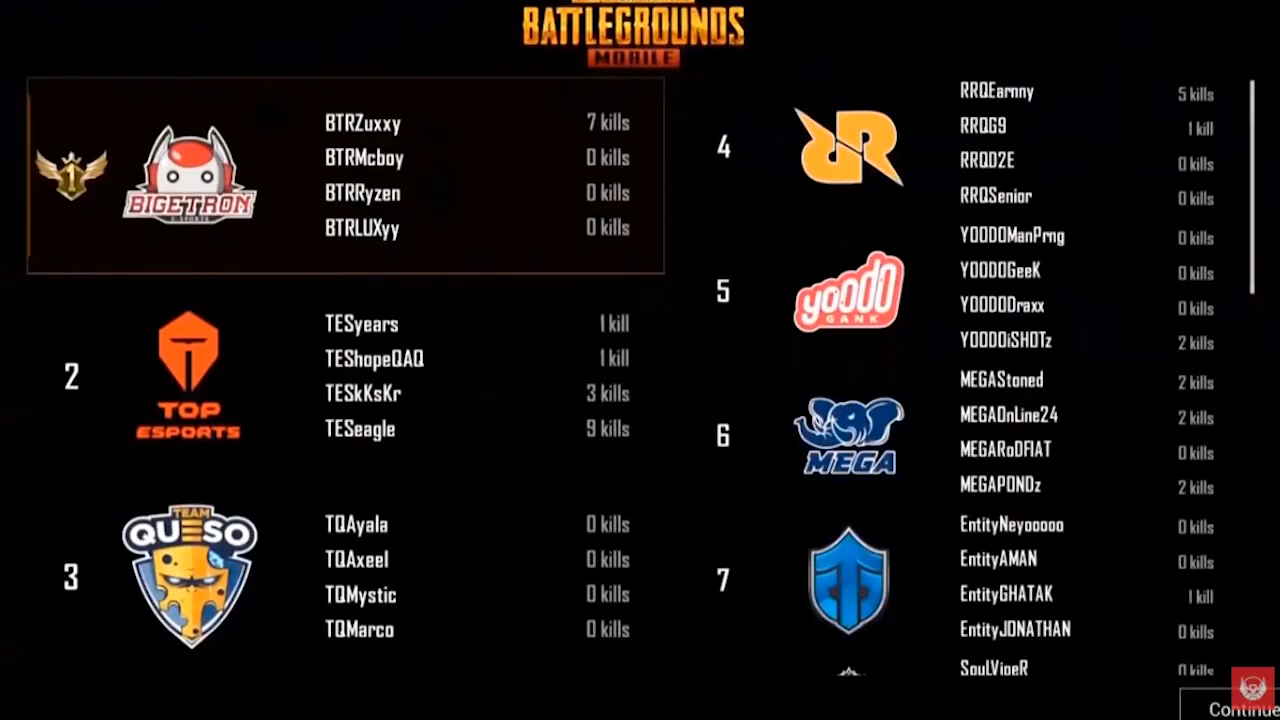 BATTLEGROUNDS
MOBILE
1
BIGETRON
E-SPORTS
BTRZuxxy 7 kills
BTRMcboy 0 kills
BTRRyzen 0 kills
BTRLUXyy 0 kills
2
TOP
ESPORTS
TESyears 1 kill
TEShopeQAQ 1 kill
TESkKsKr 3 kills
TESeagle 9 kills
3
TEAM
QUESO
TQAyala 0 kills
TQAxeel 0 kills
TQMystic 0 kills
TQMarco 0 kills
4
RRQEarnny 5 kills
RRQG9 1 kill
RRQD2E 0 kills
RRQSenior 0 kills
5
yoodo
GANK
YOODOManPrng 0 kills
YOODOGeeK 0 kills
YOODODraxx 0 kills
YOODOiSHOTz 2 kills
6
MEGA
MEGAStoned 2 kills
MEGAOnLine24 2 kills
MEGARoDFIAT 0 kills
MEGAPONDz 2 kills
7
EntityNeyooooo 0 kills
EntityAMAN 0 kills
EntityGHATAK 1 kill
EntityJONATHAN 0 kills
SouLVipeR 0 kills
Continue